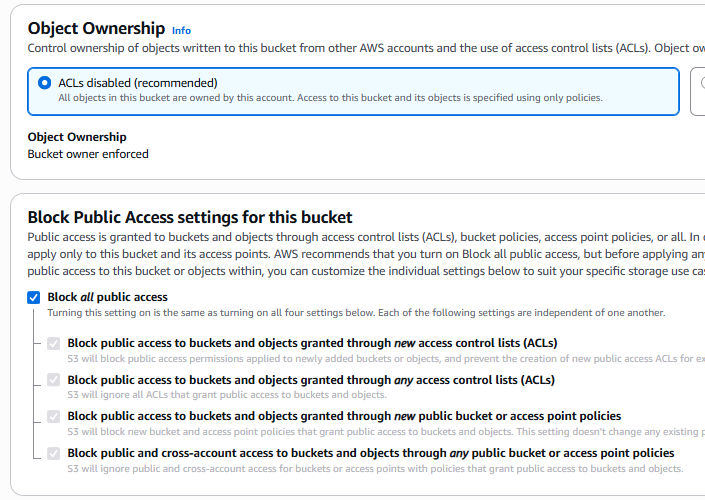 Object Ownership Info
Control ownership of objects written to this bucket from other AWS accounts and the use of access control lists (ACLs). Object
ACLs disabled (recommended)
All objects in this bucket are owned by this account. Access to this bucket and its objects is specified using only policies.
Object Ownership
Bucket owner enforced
Block Public Access settings for this bucket
Public access is granted to buckets and objects through access control lists (ACLs), bucket policies, access point policies, or all. In
apply only to this bucket and its access points. AWS recommends that you turn on Block all public access, but before applying
public access to this bucket or objects within, you can customize the individual settings below to suit your specific storage use
Block all public access
Turning this setting on is the same as turning on all four settings below. Each of the following settings are independent of one another.
Block public access to buckets and objects granted through new access control lists (ACLs)
S3 will block public access permissions applied to newly added buckets or objects, and prevent the creation of new public access ACLs for
Block public access to buckets and objects granted through any access control lists (ACLs)
S3 will ignore all ACLs that grant public access to buckets and objects.
Block public access to buckets and objects granted through new public bucket or access point policies
S3 will block new bucket and access point policies that grant public access to buckets and objects. This setting doesn't change any existing
Block public and cross-account access to buckets and objects through any public bucket or access point policies
S3 will ignore public and cross-account access for buckets or access points with policies that grant public access to buckets and objects.